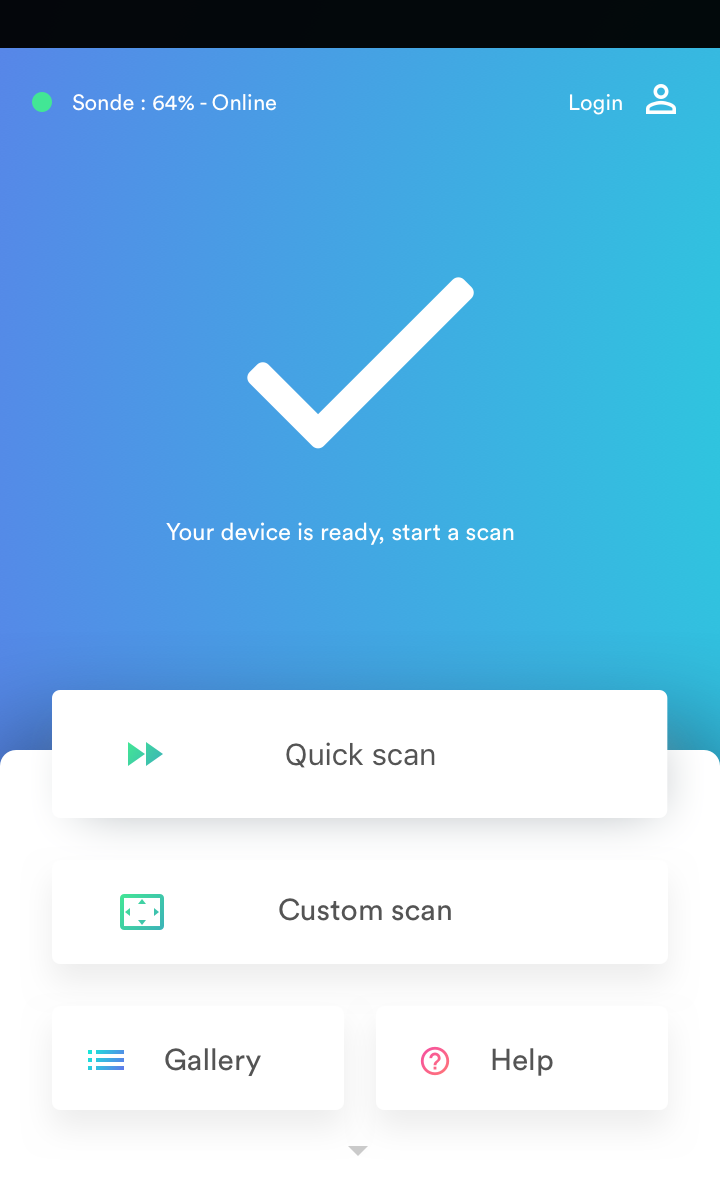 Sonde : 64% - Online
Login
Your device is ready, start a scan
Quick scan
Custom scan
Gallery
Help